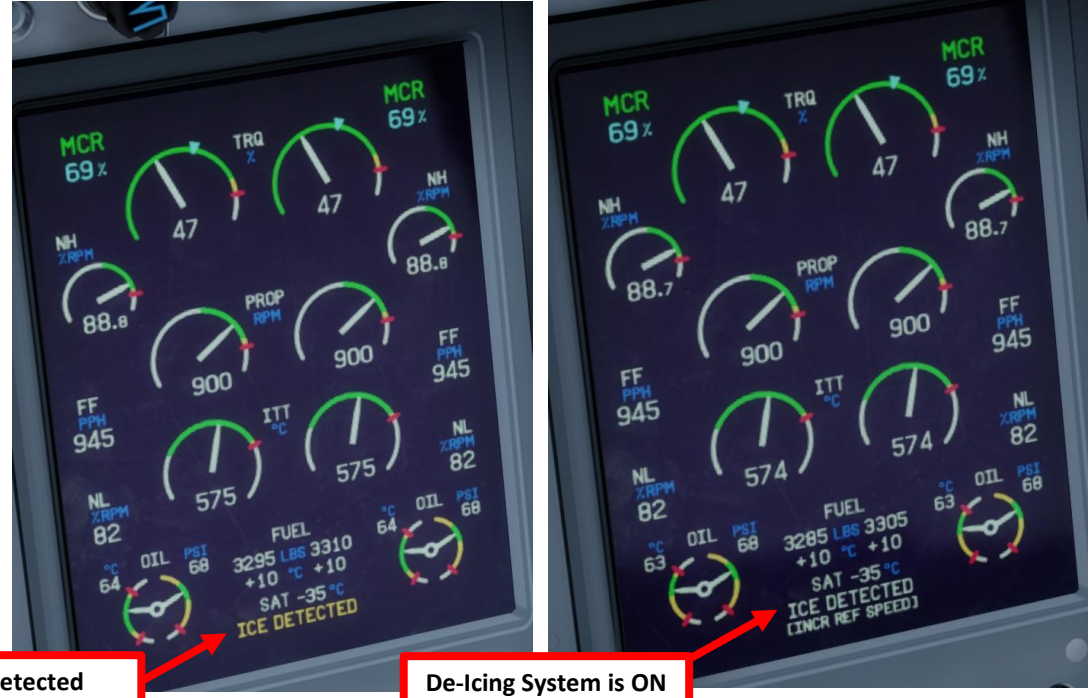 MCR
69%
MCR
69%
TRQ
%
47
47
NH
%RPM
88.8
NH
%RPM
88.8
PROP
RPM
900
900
FF
PPH
945
FF
PPH
945
ITT
°C
575
575
NL
%RPM
82
NL
%RPM
82
°C OIL PSI
64 68
°C OIL PSI
64 68
FUEL
3295 LBS 3310
+10 °C +10
SAT -35 °C
ICE DETECTED
etected
MCR
69%
MCR
69%
TRQ
%
47
47
NH
%RPM
88.7
NH
%RPM
88.7
PROP
RPM
900
900
FF
PPH
945
FF
PPH
945
ITT
°C
574
574
NL
%RPM
82
NL
%RPM
82
°C OIL PSI
63 68
°C OIL PSI
63 68
FUEL
3285 LBS 3305
+10 °C +10
SAT -35 °C
ICE DETECTED
[INCR REF SPEED]
De-Icing System is ON